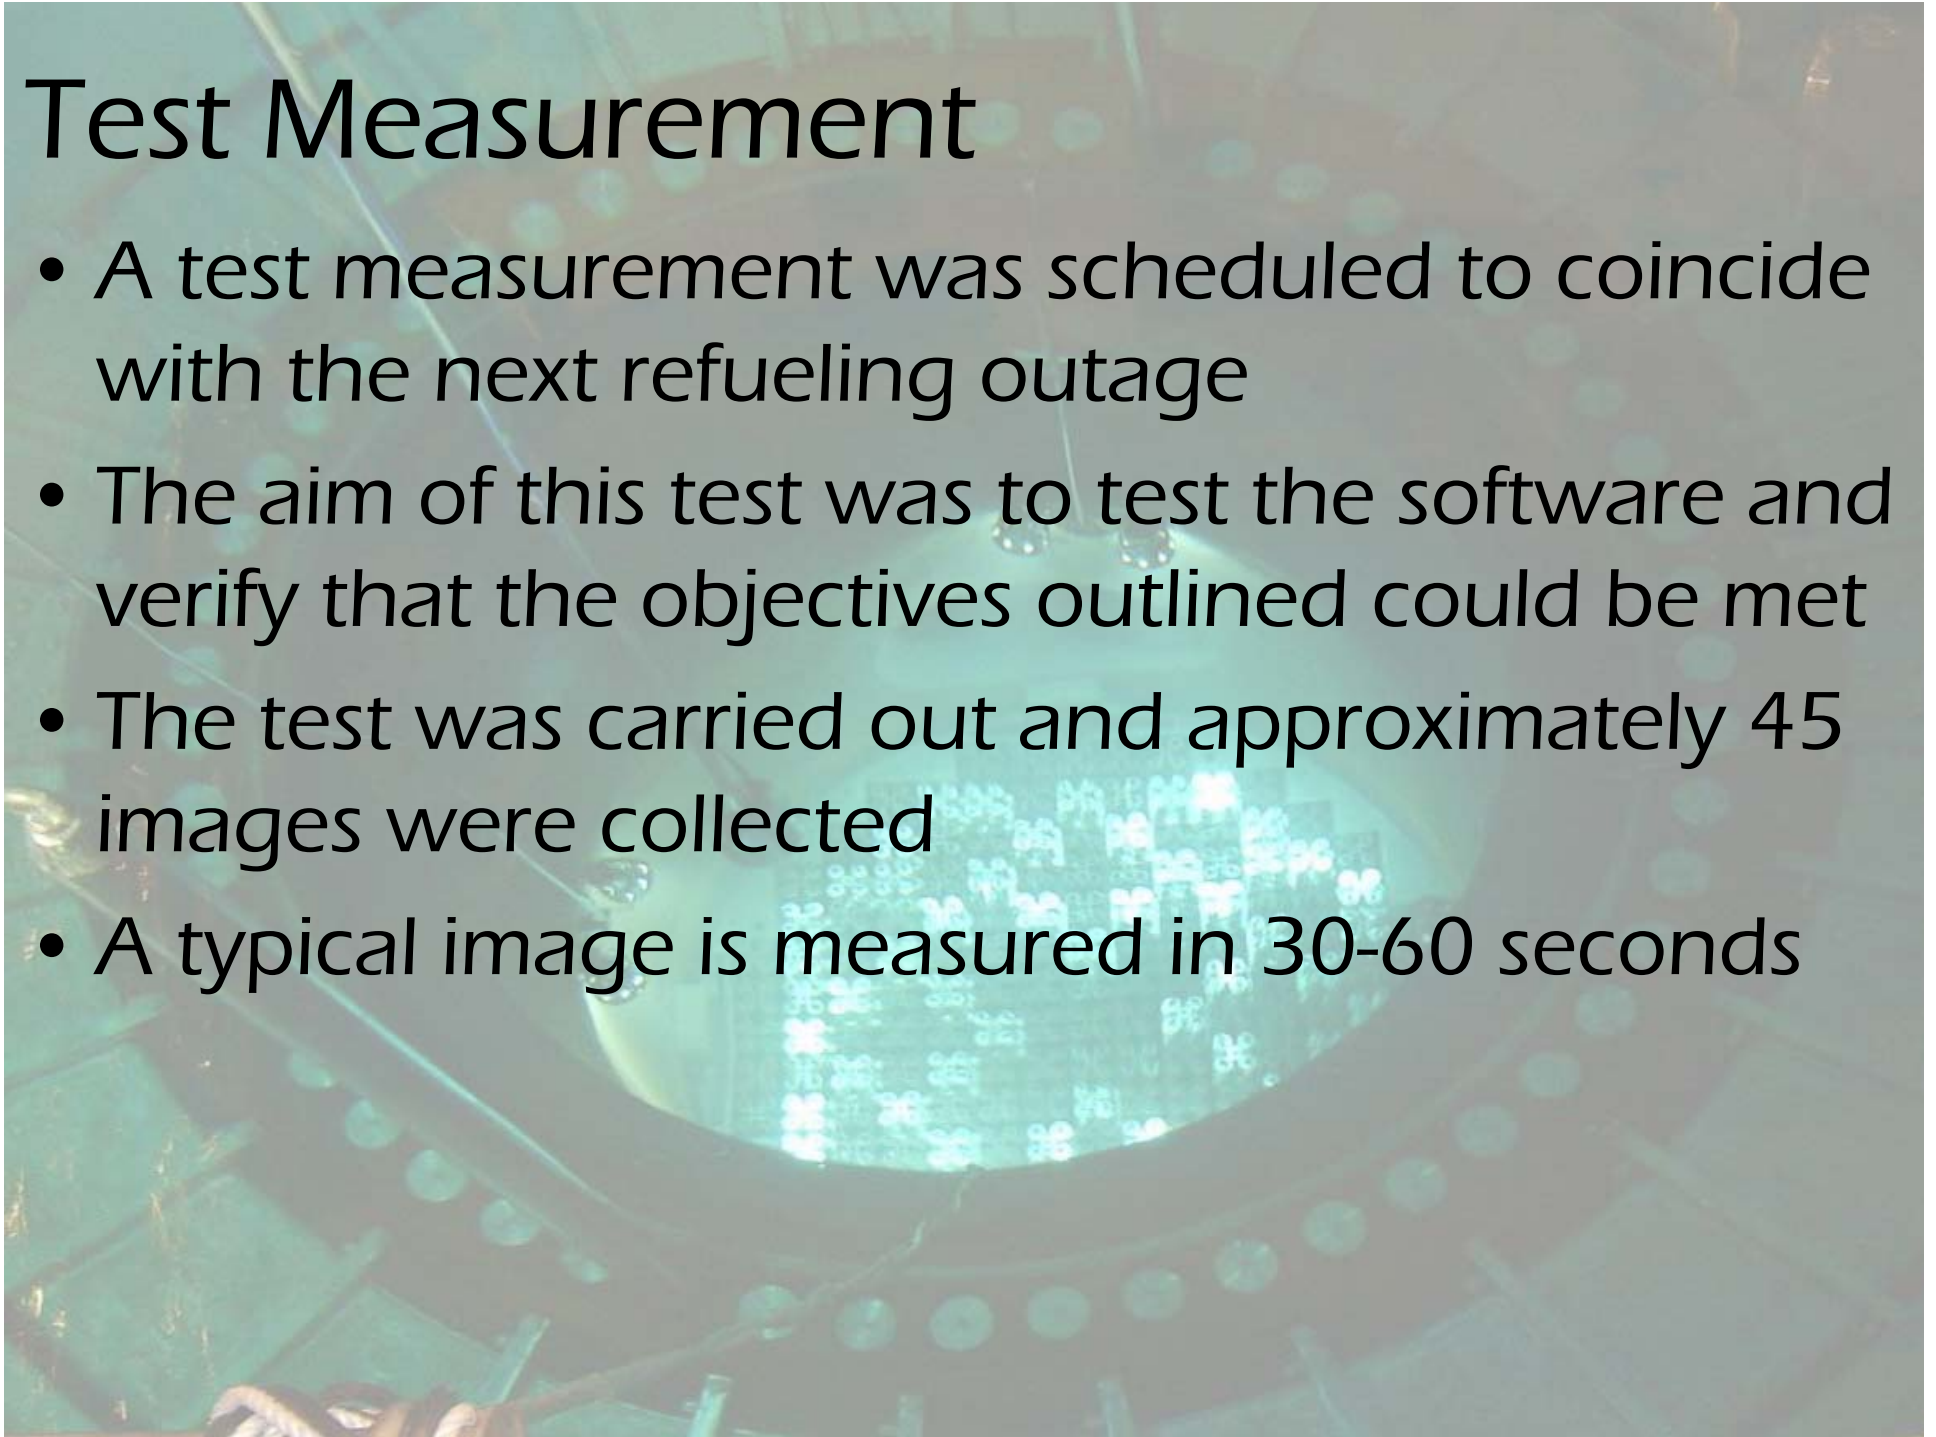 Test Measurement
• A test measurement was scheduled to coincide
with the next refueling outage
• The aim of this test was to test the software and
verify that the objectives outlined could be met
• The test was carried out and approximately 45
images were collected
• A typical image is measured in 30-60 seconds